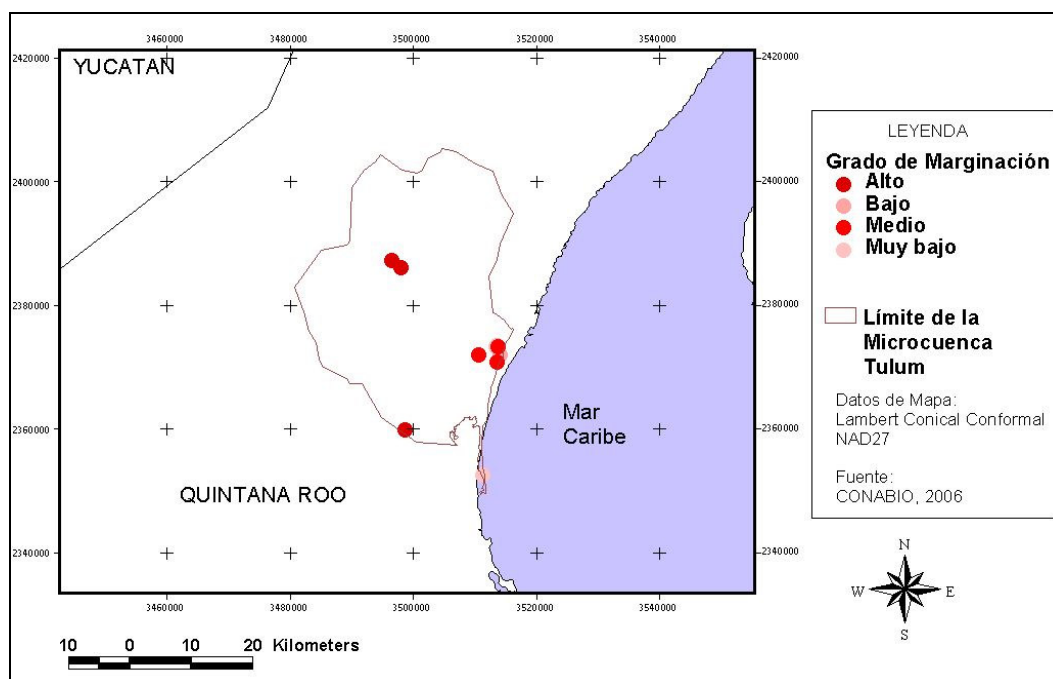 3460000 3480000 3500000 3520000 3540000
2420000 2420000
YUCATAN
2400000 2400000
2380000 2380000
2360000 2360000
Mar
Caribe
QUINTANA ROO
2340000 2340000
3460000 3480000 3500000 3520000 3540000
10 0 10 20 Kilometers
LEYENDA
Grado de Marginación
Alto
Bajo
Medio
Muy bajo
Límite de la
Microcuenca
Tulum
Datos de Mapa:
Lambert Conical Conformal
NAD27
Fuente:
CONABIO, 2006
N
W E
S